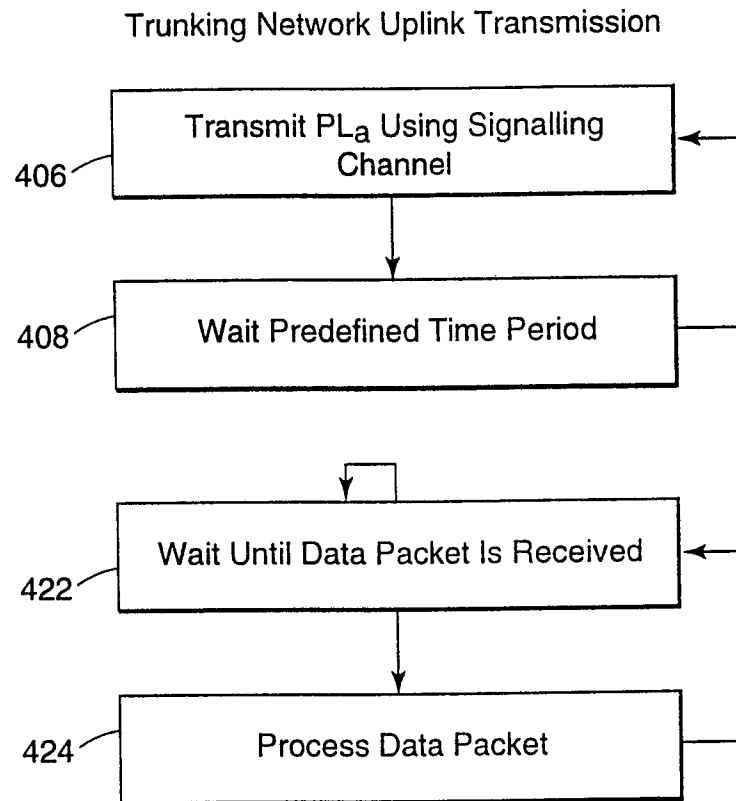 Trunking Network Uplink Transmission
Transmit PLa Using Signalling
Channel
406
Wait Predefined Time Period
408
Wait Until Data Packet Is Received
422
Process Data Packet
424